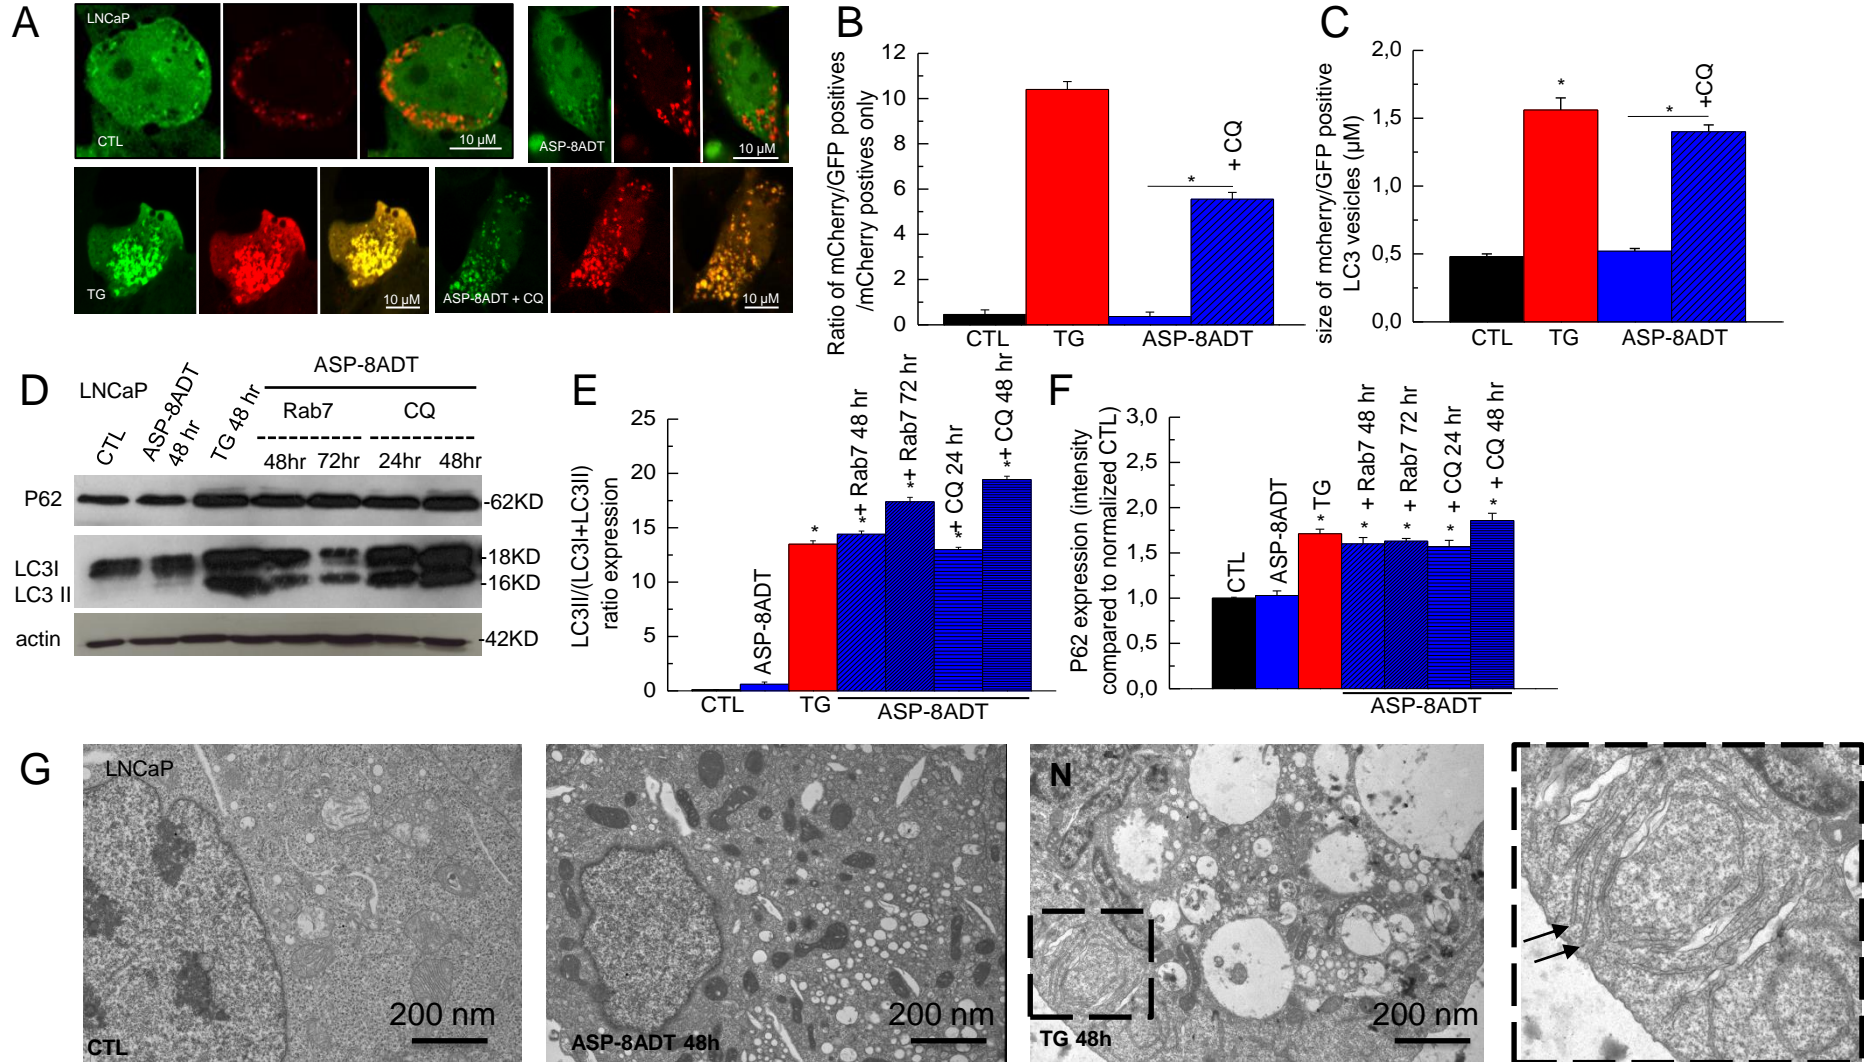 A
LNCaP
CTL
10 µM
ASP-8ADT
10 µM
TG
10 µM
ASP-8ADT + CQ
10 µM
B
Ratio of mCherry/GFP positives
/mCherry postives only
12
10
8
6
4
2
0
*
+ CQ
CTL
TG
ASP-8ADT
C
size of mcherry/GFP positive
LC3 vesicles (µM)
2,0
1,5
1,0
0,5
0,0
*
*
+CQ
CTL
TG
ASP-8ADT
D
LNCaP
CTL
ASP-8ADT
48 hr
TG 48 hr
ASP-8ADT
Rab7
CQ
48hr
72hr
24hr
48hr
P62
-62KD
LC3I
LC3 II
-18KD
-16KD
actin
-42KD
E
LC3II/(LC3I+LC3II)
ratio expression
25
20
15
10
5
0
ASP-8ADT
*
*+ Rab7 48 hr
*+ Rab7 72 hr
*+ CQ 24 hr
*+ CQ 48 hr
CTL
TG
ASP-8ADT
F
P62 expression (intensity
compared to normalized CTL)
3,0
2,5
2,0
1,5
1,0
0,5
0,0
CTL
ASP-8ADT
* TG
* + Rab7 48 hr
* + Rab7 72 hr
* + CQ 24 hr
* + CQ 48 hr
ASP-8ADT
G
LNCaP
CTL
200 nm
ASP-8ADT 48h
200 nm
N
TG 48h
200 nm